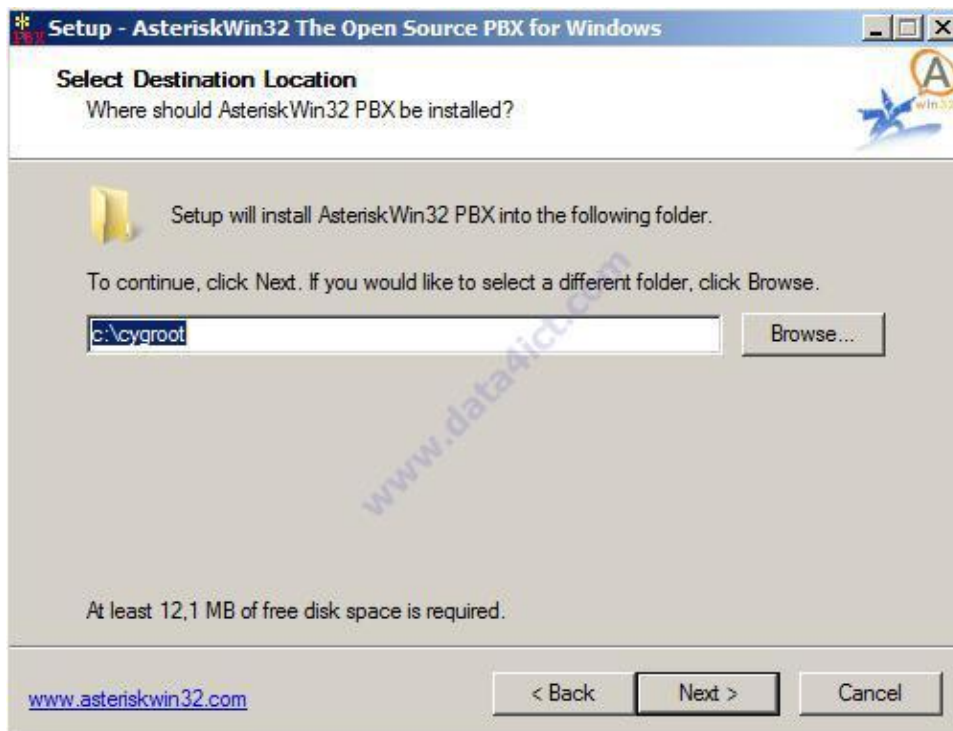 PBX
Setup - AsteriskWin32 The Open Source PBX for Windows
Select Destination Location
Where should AsteriskWin32 PBX be installed?
A
win32
Setup will install AsteriskWin32 PBX into the following folder.
To continue, click Next. If you would like to select a different folder, click Browse.
c:\cygroot
Browse...
www.data4ict.com
At least 12,1 MB of free disk space is required.
www.asteriskwin32.com
< Back
Next >
Cancel